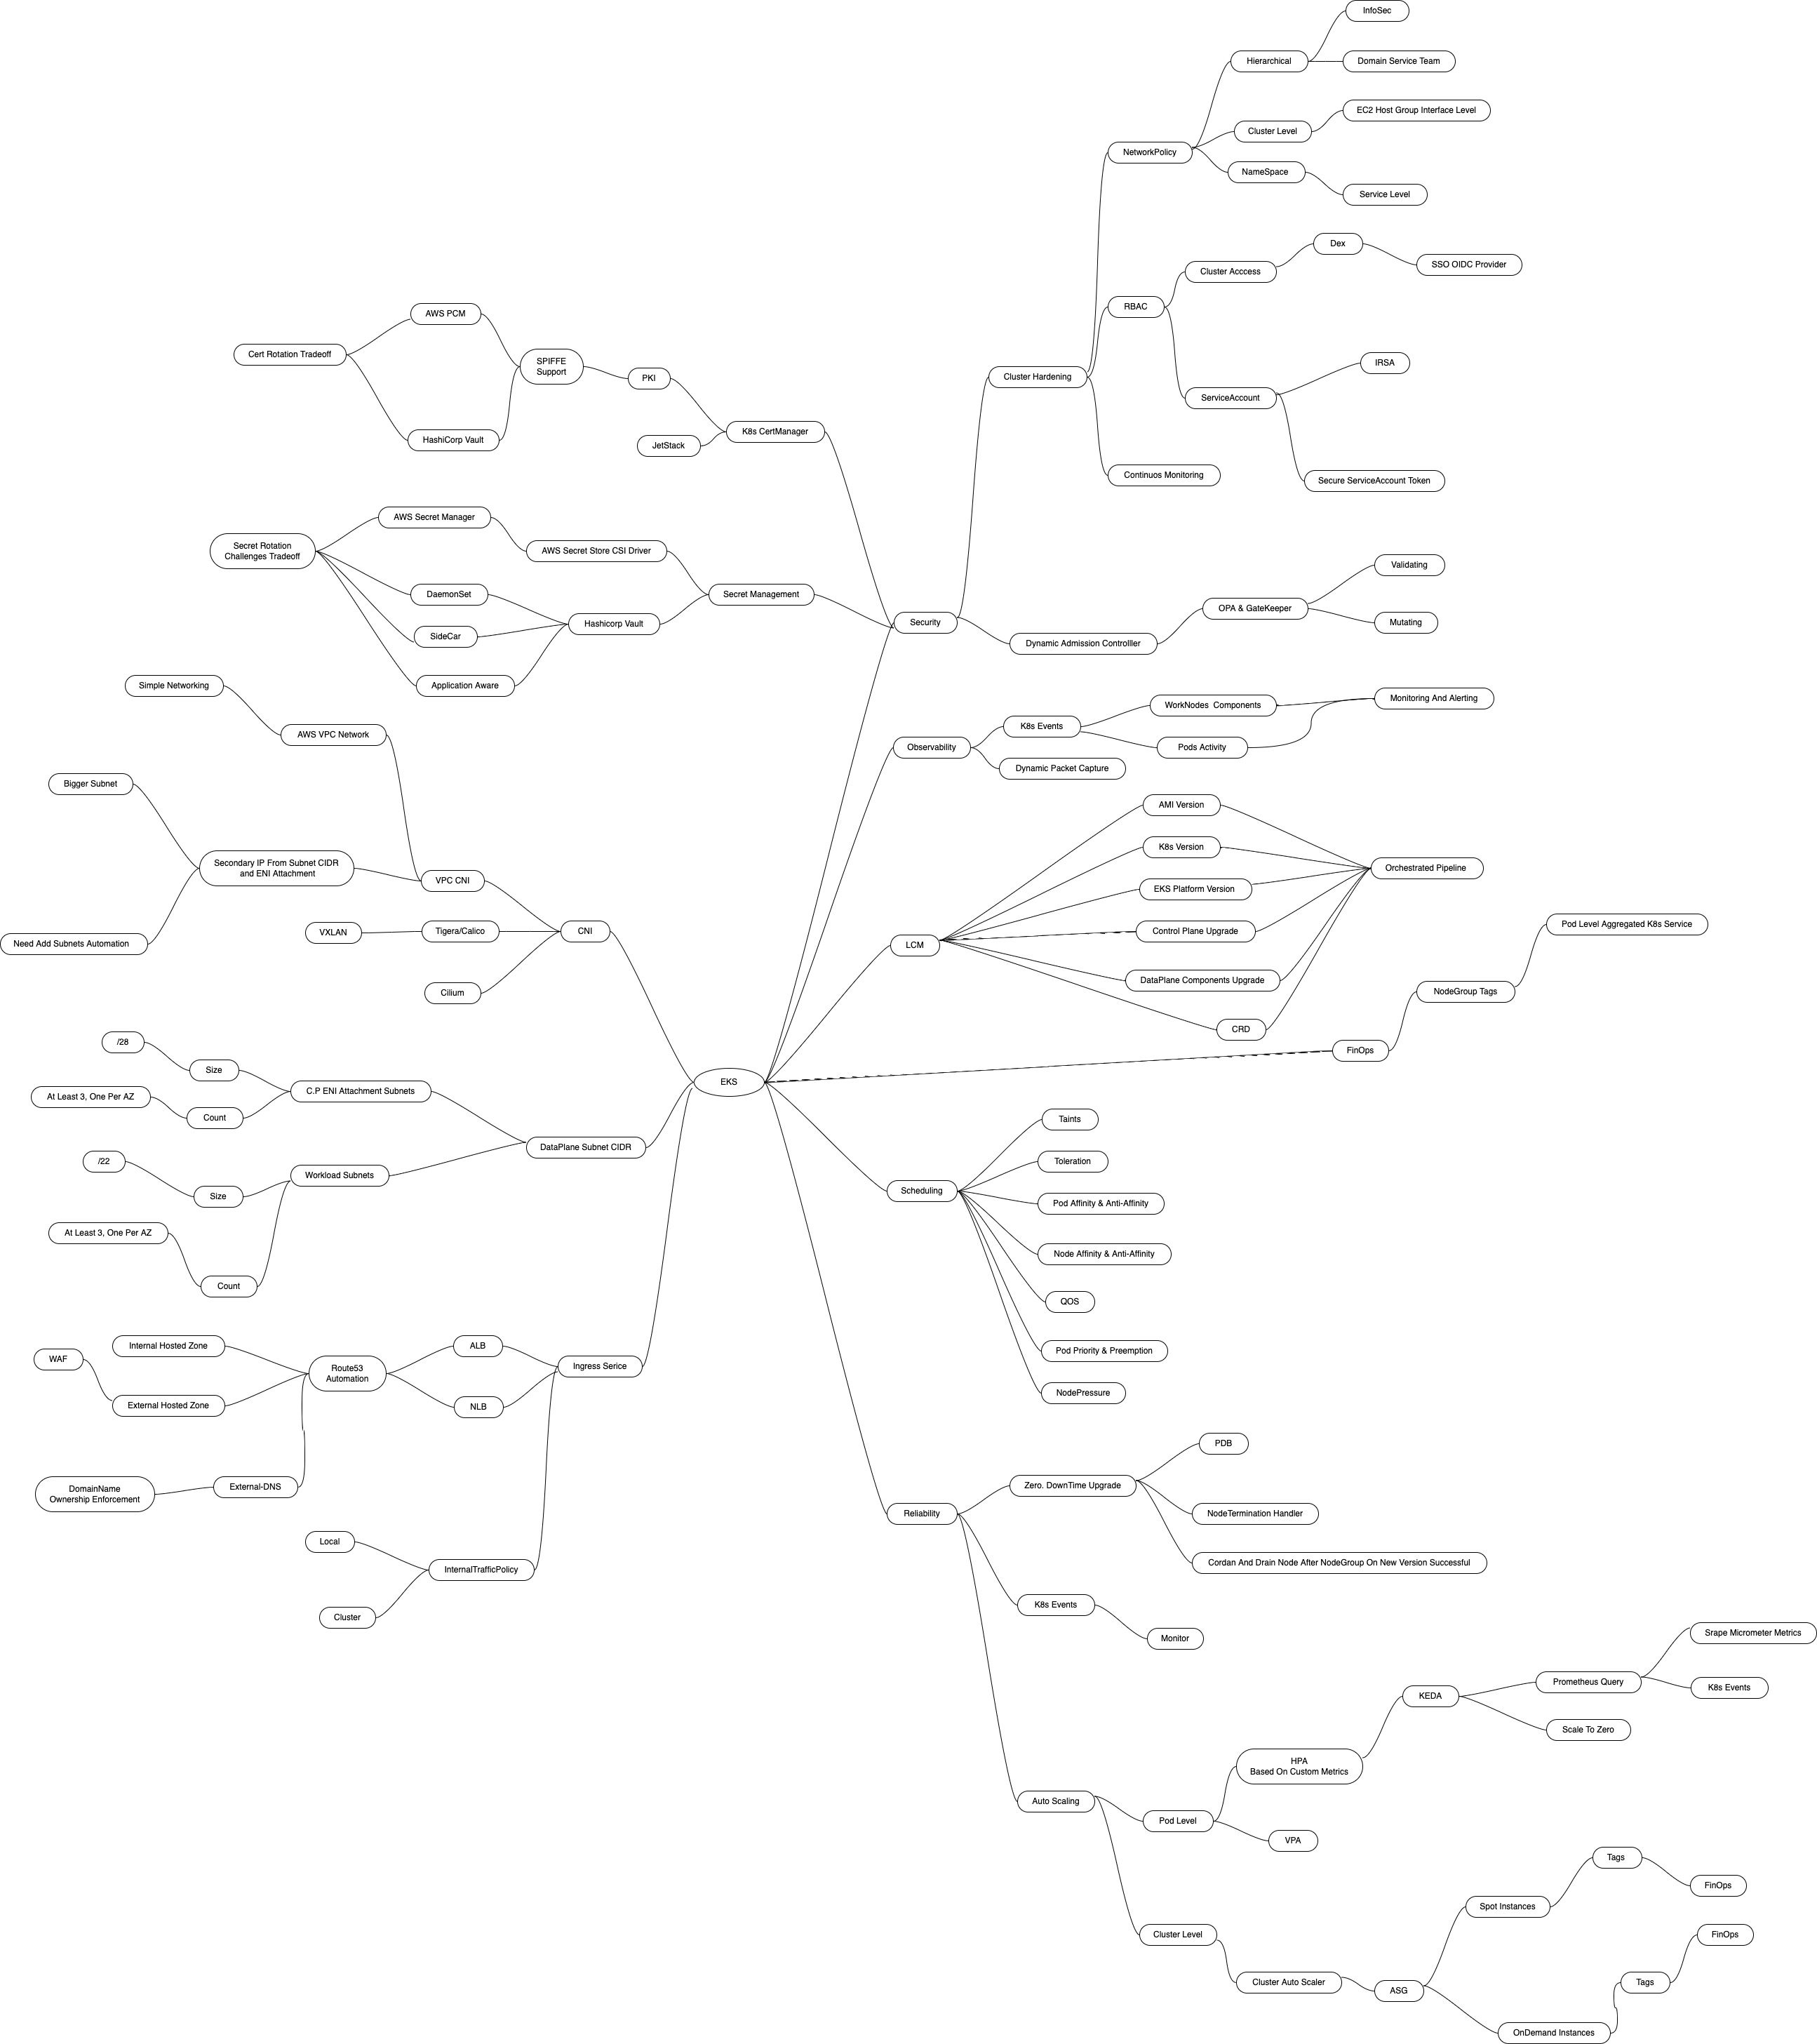 InfoSec
Hierarchical
Domain Service Team
EC2 Host Group Interface Level
Cluster Level
NetworkPolicy
NameSpace
Service Level
Dex
SSO OIDC Provider
Cluster Acccess
RBAC
AWS PCM
Cert Rotation Tradeoff
SPIFFE
Support
PKI
IRSA
Cluster Hardening
ServiceAccount
K8s CertManager
HashiCorp Vault
JetStack
Continuos Monitoring
Secure ServiceAccount Token
AWS Secret Manager
Secret Rotation
Challenges Tradeoff
AWS Secret Store CSI Driver
Validating
DaemonSet
Secret Management
OPA & GateKeeper
Hashicorp Vault
Security
Mutating
SideCar
Dynamic Admission Controlller
Simple Networking
Application Aware
Monitoring And Alerting
WorkNodes  Components
K8s Events
AWS VPC Network
Observability
Pods Activity
Dynamic Packet Capture
Bigger Subnet
AMI Version
K8s Version
Secondary IP From Subnet CIDR
and ENI Attachment
Orchestrated Pipeline
VPC CNI
EKS Platform Version
Pod Level Aggregated K8s Service
VXLAN
Tigera/Calico
CNI
Control Plane Upgrade
Need Add Subnets Automation
LCM
DataPlane Components Upgrade
Cilium
NodeGroup Tags
CRD
/28
FinOps
Size
EKS
C.P ENI Attachment Subnets
At Least 3, One Per AZ
Count
Taints
DataPlane Subnet CIDR
/22
Toleration
Workload Subnets
Size
Scheduling
Pod Affinity & Anti-Affinity
At Least 3, One Per AZ
Node Affinity & Anti-Affinity
Count
QOS
Internal Hosted Zone
ALB
Pod Priority & Preemption
WAF
Route53
Automation
Ingress Serice
NodePressure
External Hosted Zone
NLB
PDB
DomainName
Ownership Enforcement
External-DNS
Zero. DownTime Upgrade
Reliability
NodeTermination Handler
Local
InternalTrafficPolicy
Cordan And Drain Node After NodeGroup On New Version Successful
Cluster
K8s Events
Monitor
Srape Micrometer Metrics
Prometheus Query
K8s Events
KEDA
Scale To Zero
HPA
Based On Custom Metrics
Auto Scaling
Pod Level
VPA
Tags
FinOps
Spot Instances
Cluster Level
FinOps
Cluster Auto Scaler
Tags
ASG
OnDemand Instances